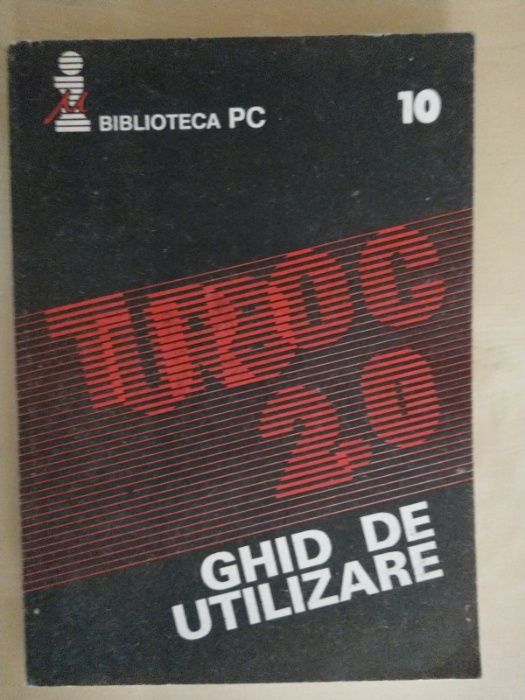 BIBLIOTECA PC
10
TURBO C
2.0
GHID DE
UTILIZARE